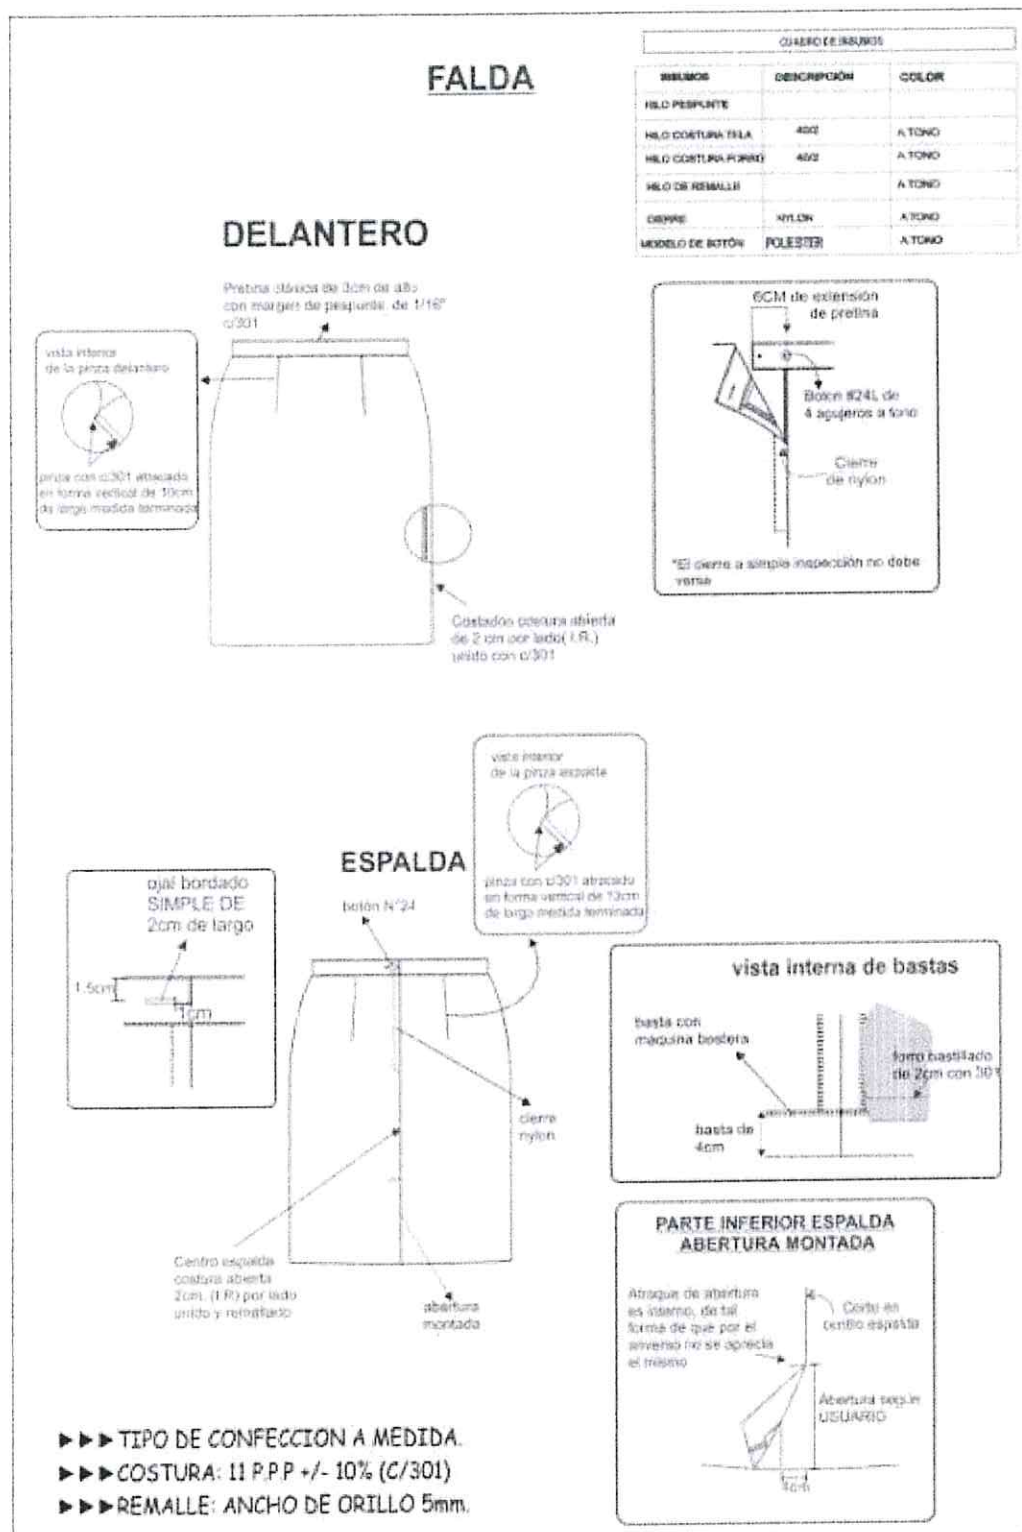 CUADRO DE INSUMOS
FALDA
INSUMOS DESCRIPCIÓN COLOR
HILO PESPUNTE
HILO COSTURA TELA 40/2 A TONO
HILO COSTURA FORRO 40/2 A TONO
HILO DE REMALLE A TONO
CIERRE NYLON A TONO
MODELO DE BOTÓN POLIESTER A TONO
DELANTERO
Pretina clásica de 3cm de alto
con margen de pespunte, de 1/16"
c/301
vista interior
de la pinza delantero
pinza con c/301 atracado
en forma vertical de 10cm
de largo medida terminada
6CM de extensión
de pretina
Boton #24L de
4 agujeros a tono
Cierre
de nylon
*El cierre a simple inspección no debe
verse
Costados costura abierta
de 2 cm por lado( I.R.)
unido con c/301
vista interior
de la pinza espalda
pinza con c/301 atracado
en forma vertical de 13cm
de largo medida terminada
ESPALDA
ojal bordado
SIMPLE DE
2cm de largo
1.5cm
1cm
botón N°24
cierre
nylon
Centro espalda
costura abierta
2cm. (I.R) por lado
unido y remallado
abertura
montada
vista interna de bastas
basta con
maquina bastera
forro bastillado
de 2cm con 301
basta de
4cm
PARTE INFERIOR ESPALDA
ABERTURA MONTADA
Atraque de abertura
es interno, de tal
forma de que por el
anverso no se aprecia
el mismo
Corte en
centro espalda
Abertura según
USUARIO
4cm
►►►TIPO DE CONFECCION A MEDIDA.
►►►COSTURA: 11 P.P.P +/- 10% (C/301)
►►►REMALLE: ANCHO DE ORILLO 5mm.